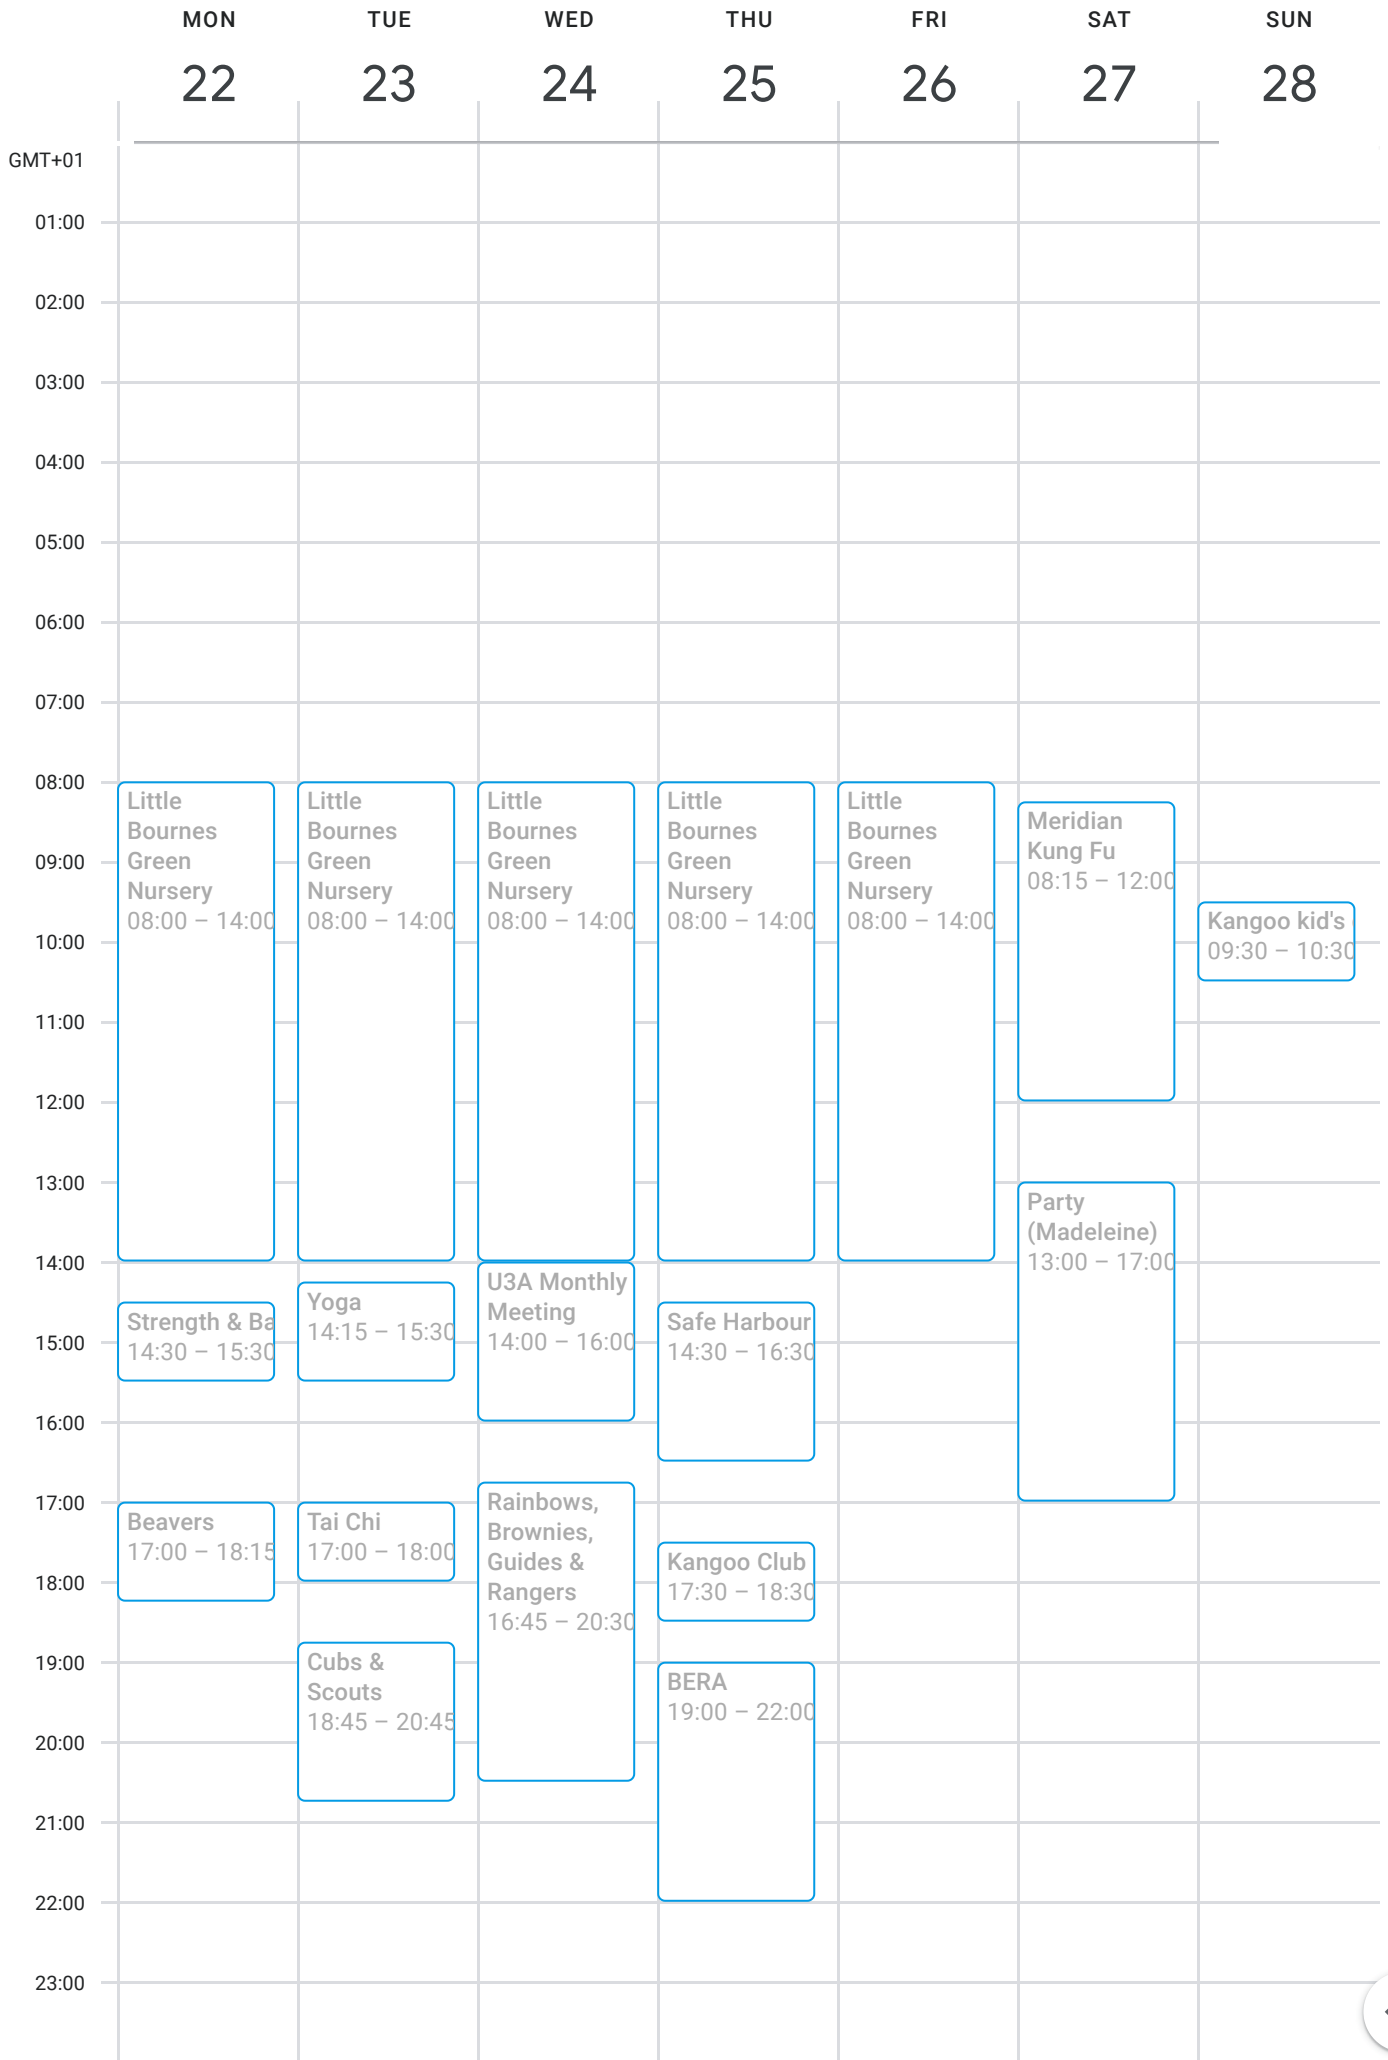 MON TUE WED THU FRI SAT SUN
22 23 24 25 26 27 28
GMT+01
01:00
02:00
03:00
04:00
05:00
06:00
07:00
08:00
09:00
10:00
11:00
12:00
13:00
14:00
15:00
16:00
17:00
18:00
19:00
20:00
21:00
22:00
23:00
Little
Bournes
Green
Nursery
08:00 – 14:00
Strength & Ba
14:30 – 15:30
Beavers
17:00 – 18:15
Little
Bournes
Green
Nursery
08:00 – 14:00
Yoga
14:15 – 15:30
Tai Chi
17:00 – 18:00
Cubs &
Scouts
18:45 – 20:45
Little
Bournes
Green
Nursery
08:00 – 14:00
U3A Monthly
Meeting
14:00 – 16:00
Rainbows,
Brownies,
Guides &
Rangers
16:45 – 20:30
Little
Bournes
Green
Nursery
08:00 – 14:00
Safe Harbour
14:30 – 16:30
Kangoo Club
17:30 – 18:30
BERA
19:00 – 22:00
Little
Bournes
Green
Nursery
08:00 – 14:00
Meridian
Kung Fu
08:15 – 12:00
Party
(Madeleine)
13:00 – 17:00
Kangoo kid's
09:30 – 10:30